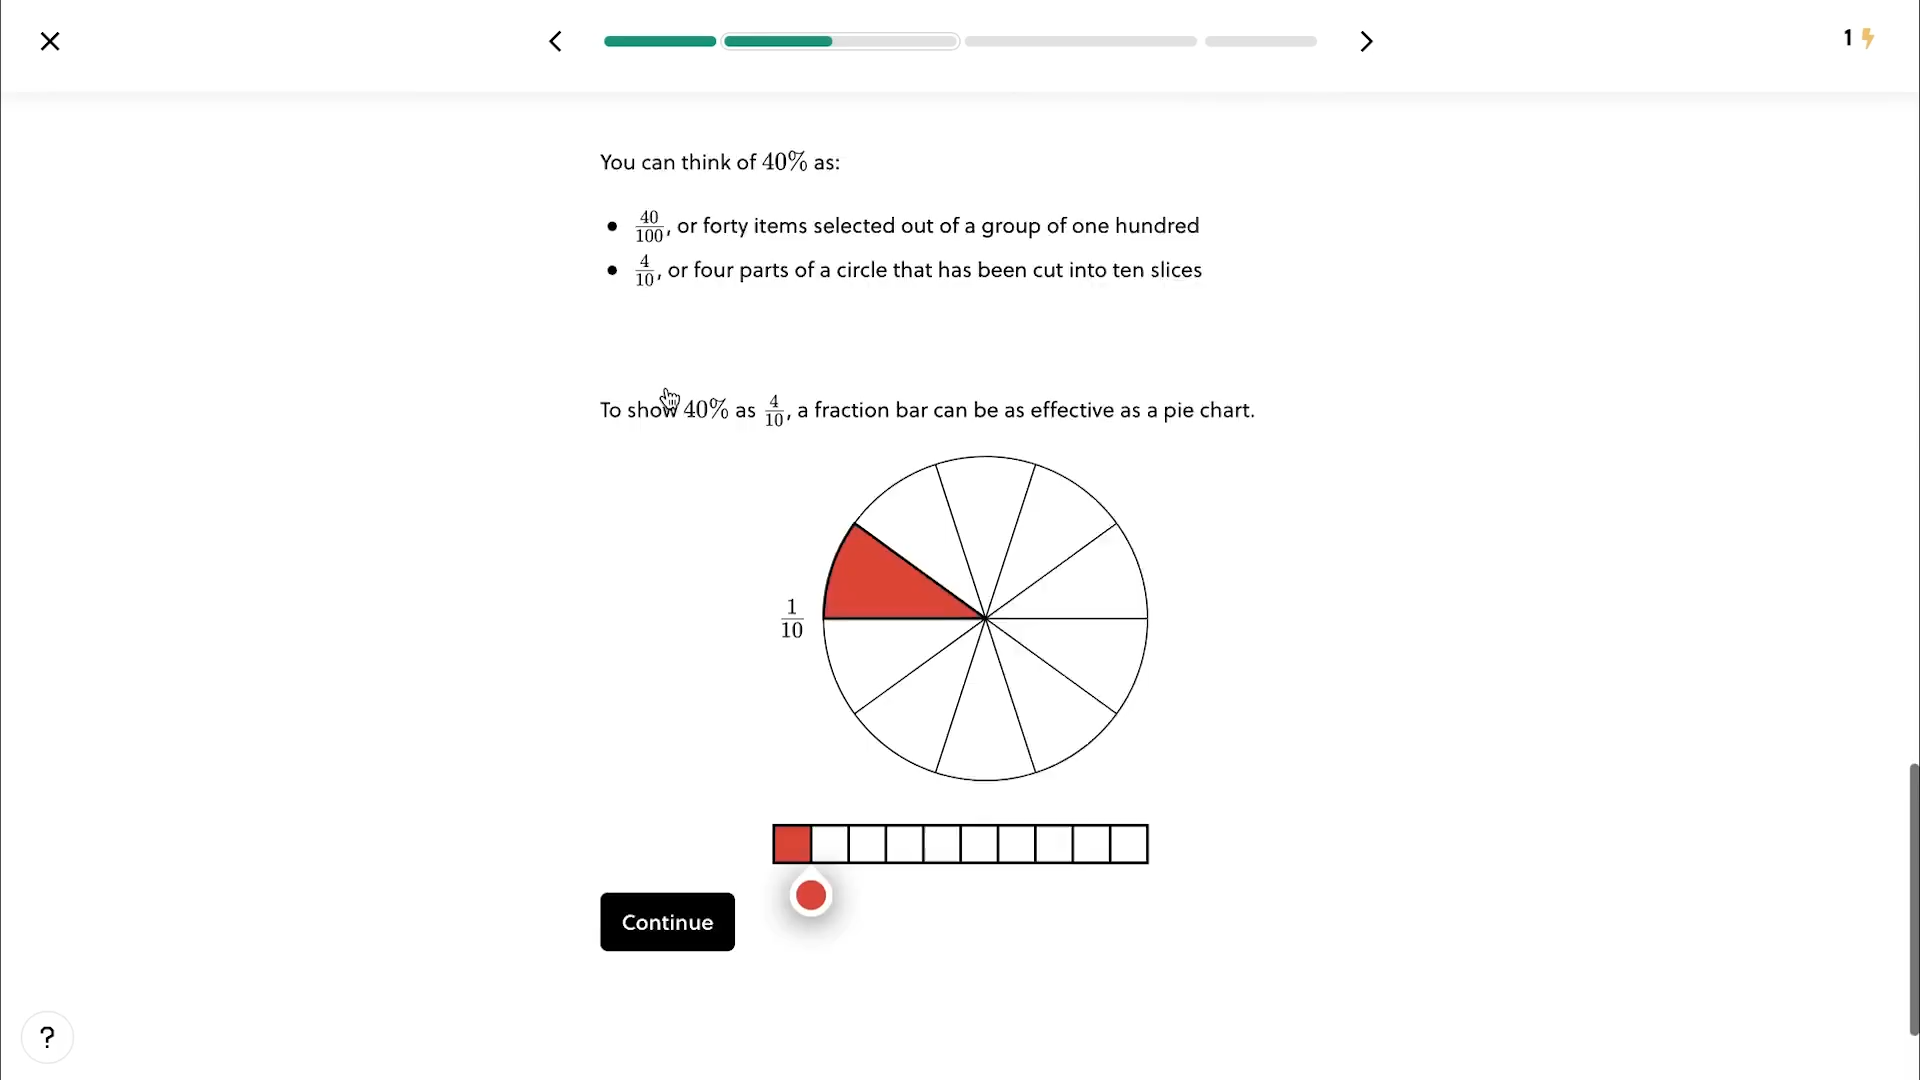 1
You can think of 40% as:
• 40/100, or forty items selected out of a group of one hundred
• 4/10, or four parts of a circle that has been cut into ten slices
To show 40% as 4/10, a fraction bar can be as effective as a pie chart.
1/10
Continue
?